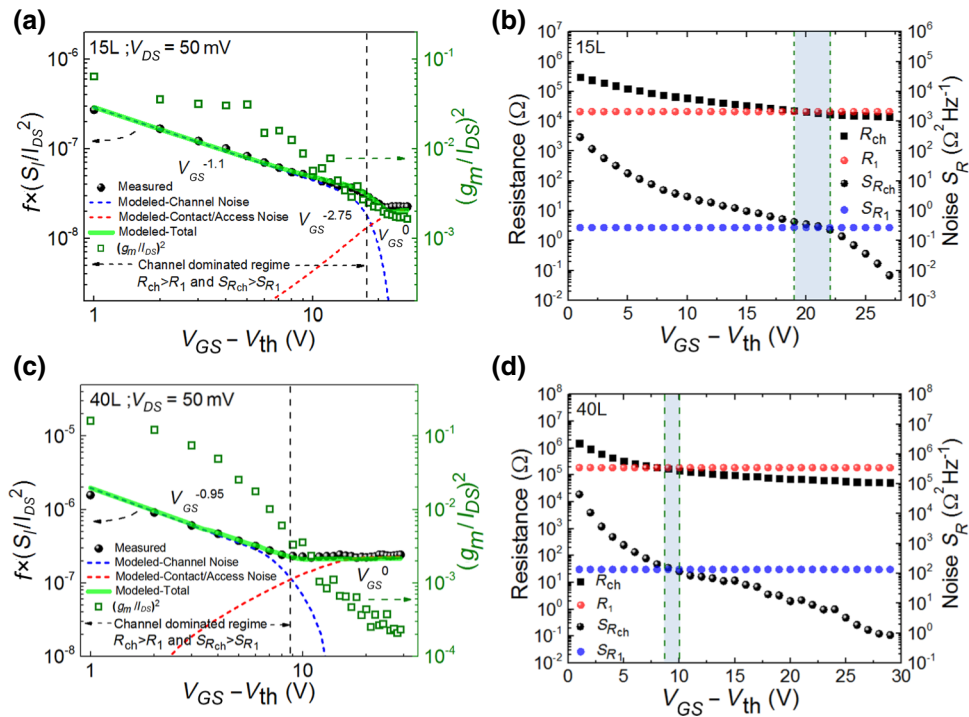 (a)
15L ;V_DS = 50 mV
10^-6
10^-7
10^-8
f×(S_I/I_DS^2)
10^-1
10^-2
10^-3
(g_m/I_DS)^2
V_GS^-1.1
V_GS^-2.75
V_GS^0
Measured
Modeled-Channel Noise
Modeled-Contact/Access Noise
Modeled-Total
(g_m/I_DS)^2
Channel dominated regime
R_ch>R_1 and S_Rch>S_R1
1 10
V_GS − V_th (V)
(b)
15L
10^7
10^6
10^5
10^4
10^3
10^2
10^1
10^0
10^-1
10^-2
Resistance (Ω)
10^6
10^5
10^4
10^3
10^2
10^1
10^0
10^-1
10^-2
10^-3
Noise S_R (Ω^2 Hz^-1)
R_ch
R_1
S_Rch
S_R1
0 5 10 15 20 25
V_GS − V_th (V)
(c)
40L ;V_DS = 50 mV
10^-5
10^-6
10^-7
10^-8
f×(S_I/I_DS^2)
10^-1
10^-2
10^-3
10^-4
(g_m/I_DS)^2
V_GS^-0.95
V_GS^0
Measured
Modeled-Channel Noise
Modeled-Contact/Access Noise
Modeled-Total
(g_m/I_DS)^2
Channel dominated regime
R_ch>R_1 and S_Rch>S_R1
1 10
V_GS − V_th (V)
(d)
40L
10^8
10^7
10^6
10^5
10^4
10^3
10^2
10^1
10^0
10^-1
10^-2
Resistance (Ω)
10^8
10^7
10^6
10^5
10^4
10^3
10^2
10^1
10^0
10^-1
10^-2
Noise S_R (Ω^2 Hz^-1)
R_ch
R_1
S_Rch
S_R1
0 5 10 15 20 25 29
V_GS − V_th (V)